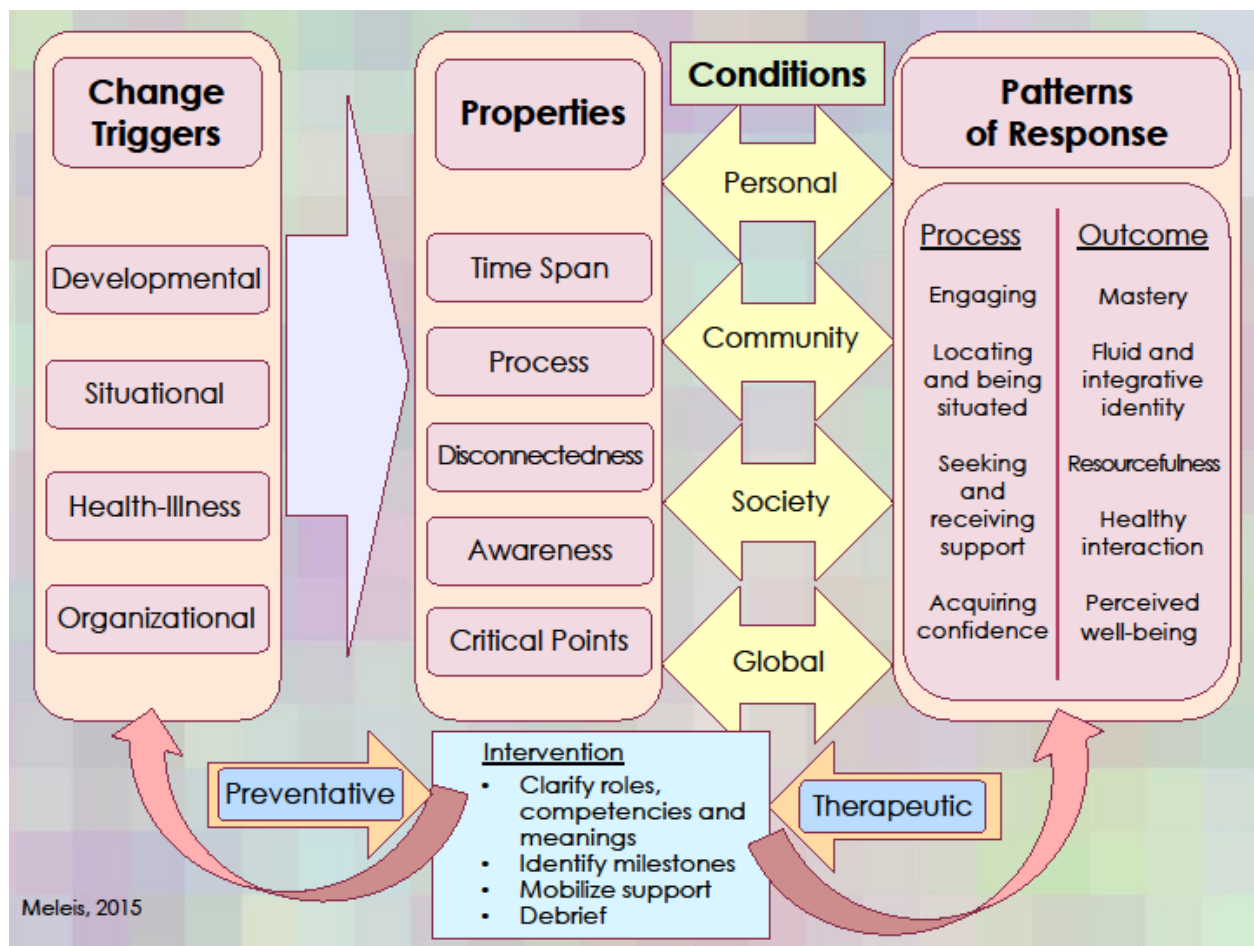 Change
Triggers
Developmental
Situational
Health-Illness
Organizational
Properties
Time Span
Process
Disconnectedness
Awareness
Critical Points
Conditions
Personal
Community
Society
Global
Patterns
of Response
Process
Engaging
Locating
and being
situated
Seeking
and
receiving
support
Acquiring
confidence
Outcome
Mastery
Fluid and
integrative
identity
Resourcefulness
Healthy
interaction
Perceived
well-being
Preventative
Intervention
• Clarify roles,
competencies and
meanings
• Identify milestones
• Mobilize support
• Debrief
Therapeutic
Meleis, 2015